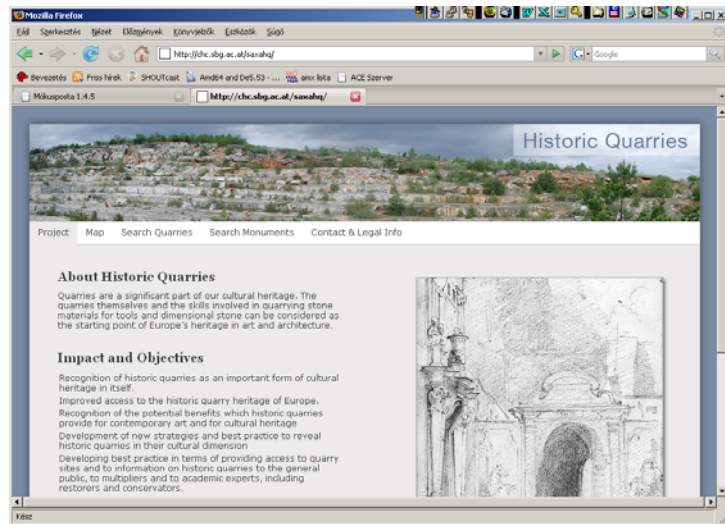 Mozilla Firefox
Fájl Szerkesztés Nézet Előzmények Könyvjelzők Eszközök Súgó
http://chc.sbg.ac.at/saxahq/
Google
Bevezetés Friss hírek SHOUTcast Amd64 and De5.53 - ... amx lista ACE Szerver
Mókusposta 1.4.5
http://chc.sbg.ac.at/saxahq/
Historic Quarries
Project Map Search Quarries Search Monuments Contact & Legal Info
About Historic Quarries
Quarries are a significant part of our cultural heritage. The
quarries themselves and the skills involved in quarrying stone
materials for tools and dimensional stone can be considered as
the starting point of Europe's heritage in art and architecture.
Impact and Objectives
Recognition of historic quarries as an important form of cultural
heritage in itself.
Improved access to the historic quarry heritage of Europe.
Recognition of the potential benefits which historic quarries
provide for contemporary art and for cultural heritage
Development of new strategies and best practice to reveal
historic quarries in their cultural dimension
Developing best practice in terms of providing access to quarry
sites and to information on historic quarries to the general
public, to multipliers and to academic experts, including
restorers and conservators.
Kész